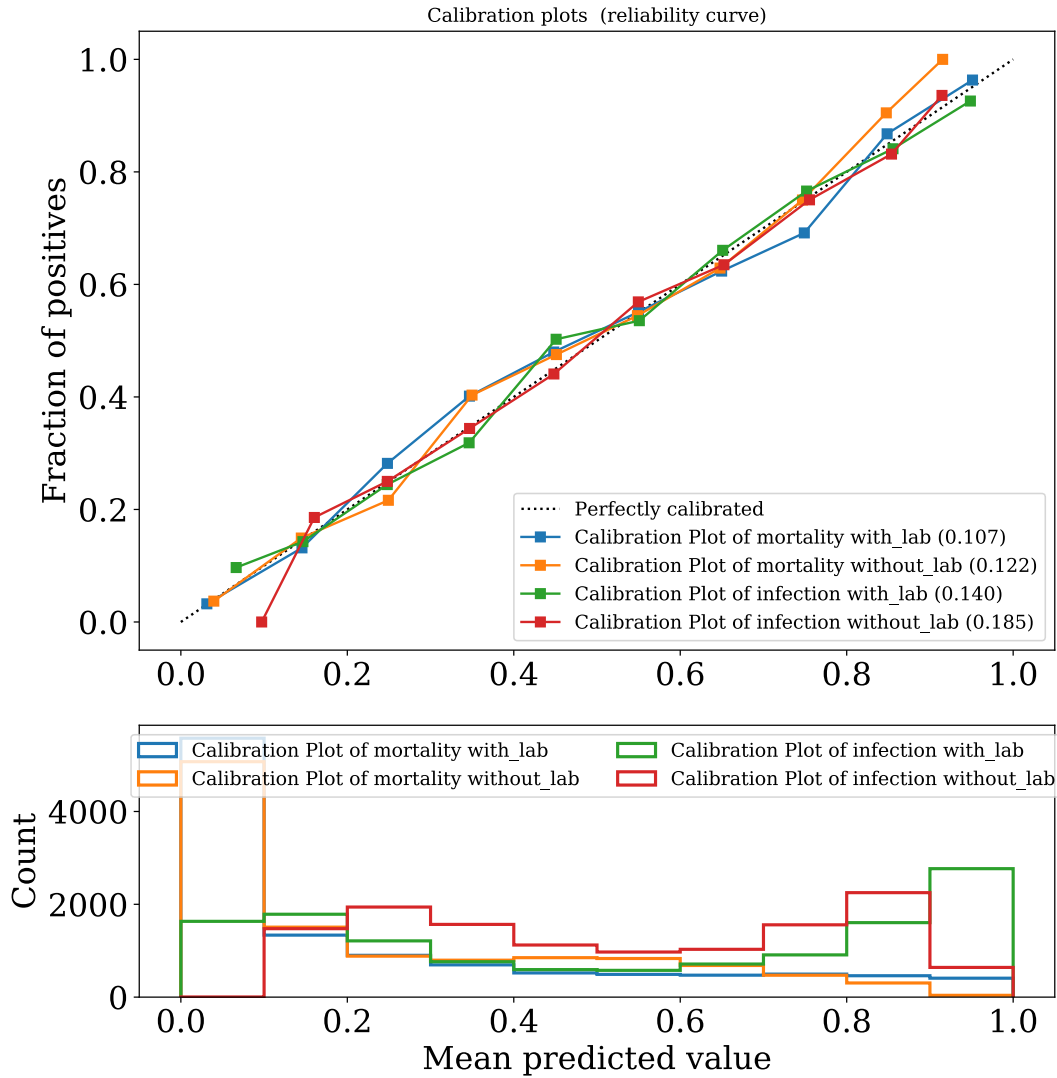 Calibration plots  (reliability curve)
1.0
0.8
0.6
0.4
0.2
0.0
Fraction of positives
Perfectly calibrated
Calibration Plot of mortality with_lab (0.107)
Calibration Plot of mortality without_lab (0.122)
Calibration Plot of infection with_lab (0.140)
Calibration Plot of infection without_lab (0.185)
0.0 0.2 0.4 0.6 0.8 1.0
Calibration Plot of mortality with_lab
Calibration Plot of mortality without_lab
Calibration Plot of infection with_lab
Calibration Plot of infection without_lab
4000
2000
0
Count
0.0 0.2 0.4 0.6 0.8 1.0
Mean predicted value